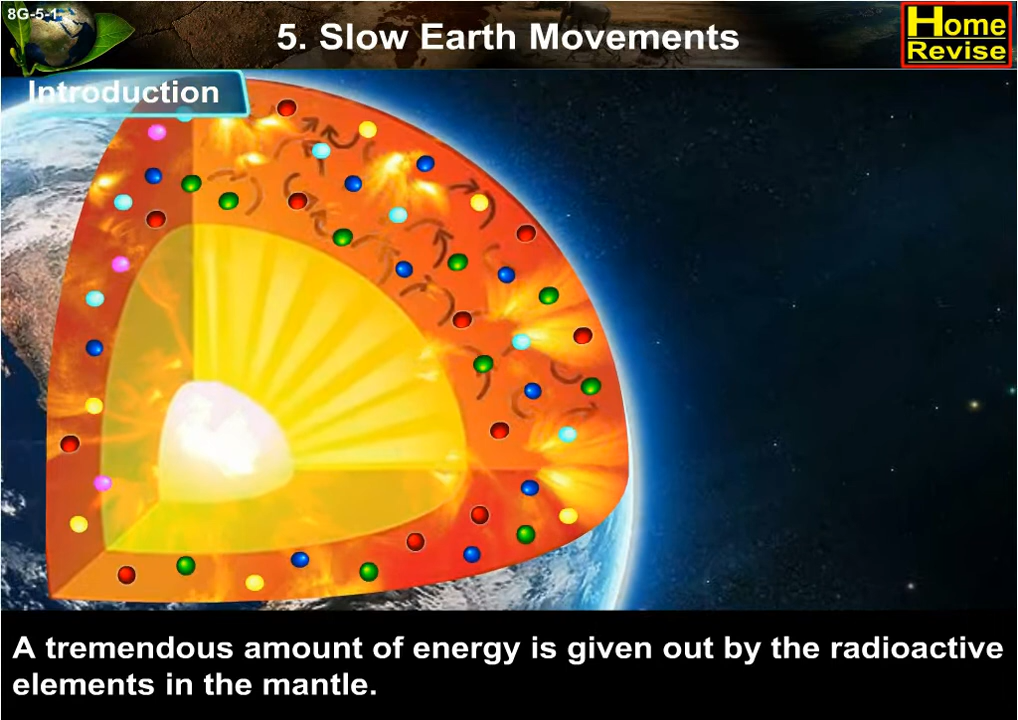 8G-5-1
5. Slow Earth Movements
Home
Revise
Introduction
A tremendous amount of energy is given out by the radioactive
elements in the mantle.